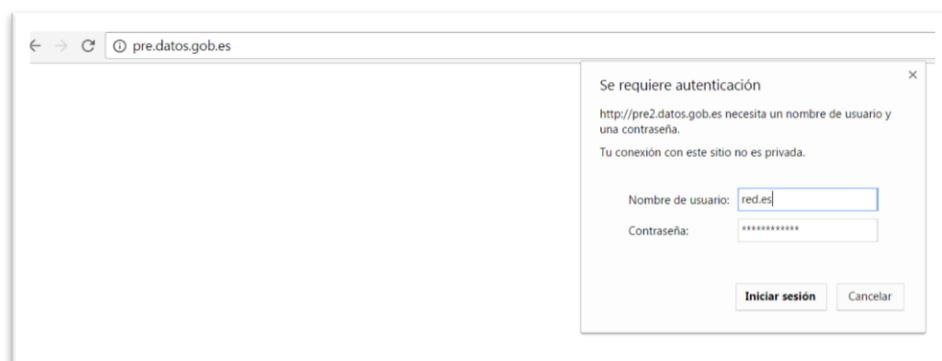 pre.datos.gob.es
Se requiere autenticación
http://pre2.datos.gob.es necesita un nombre de usuario y
una contraseña.
Tu conexión con este sitio no es privada.
Nombre de usuario: red.es
Contraseña: ************
Iniciar sesión Cancelar